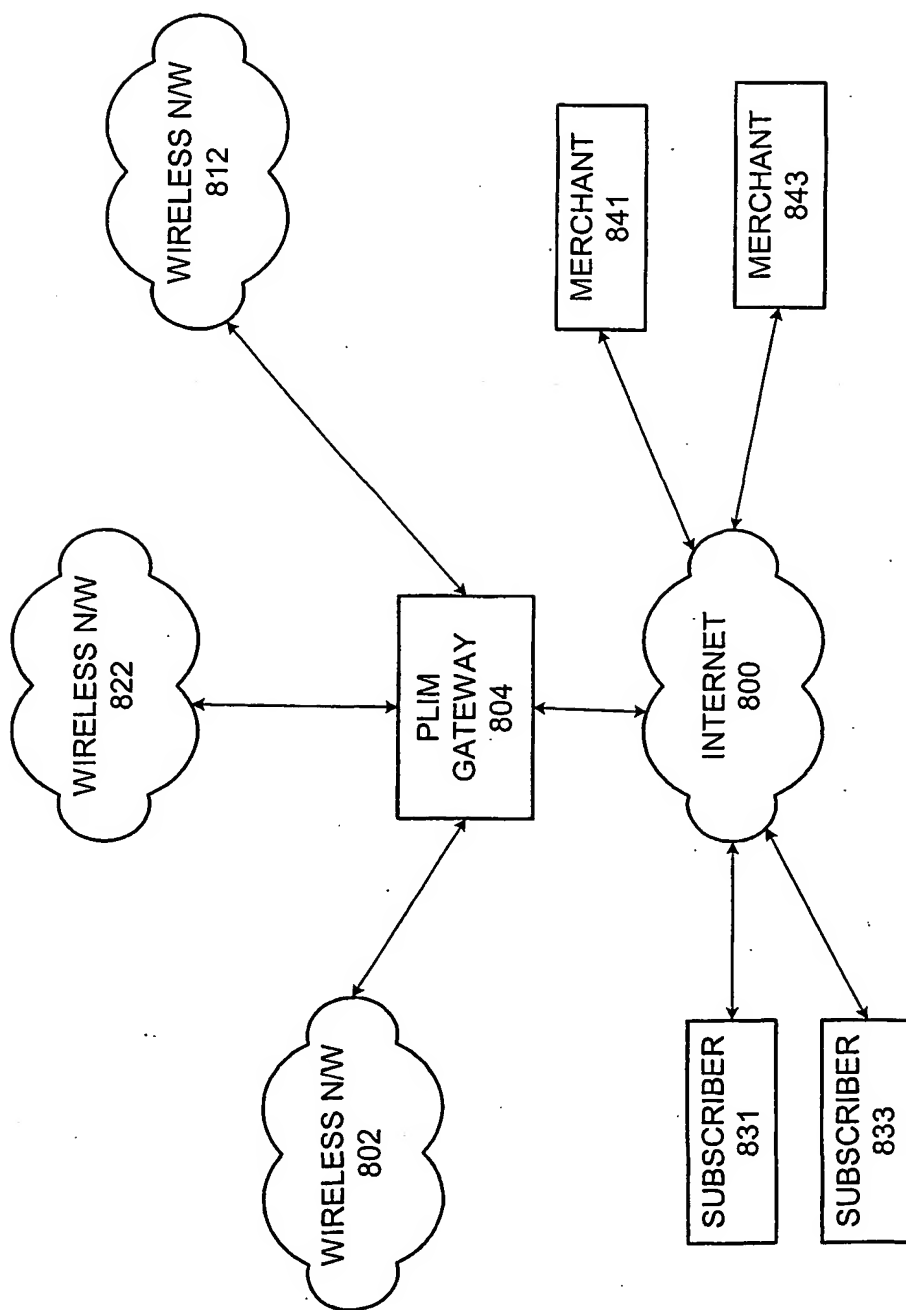 WIRELESS N/W
802
WIRELESS N/W
822
WIRELESS N/W
812
PLIM
GATEWAY
804
INTERNET
800
SUBSCRIBER
831
SUBSCRIBER
833
MERCHANT
841
MERCHANT
843